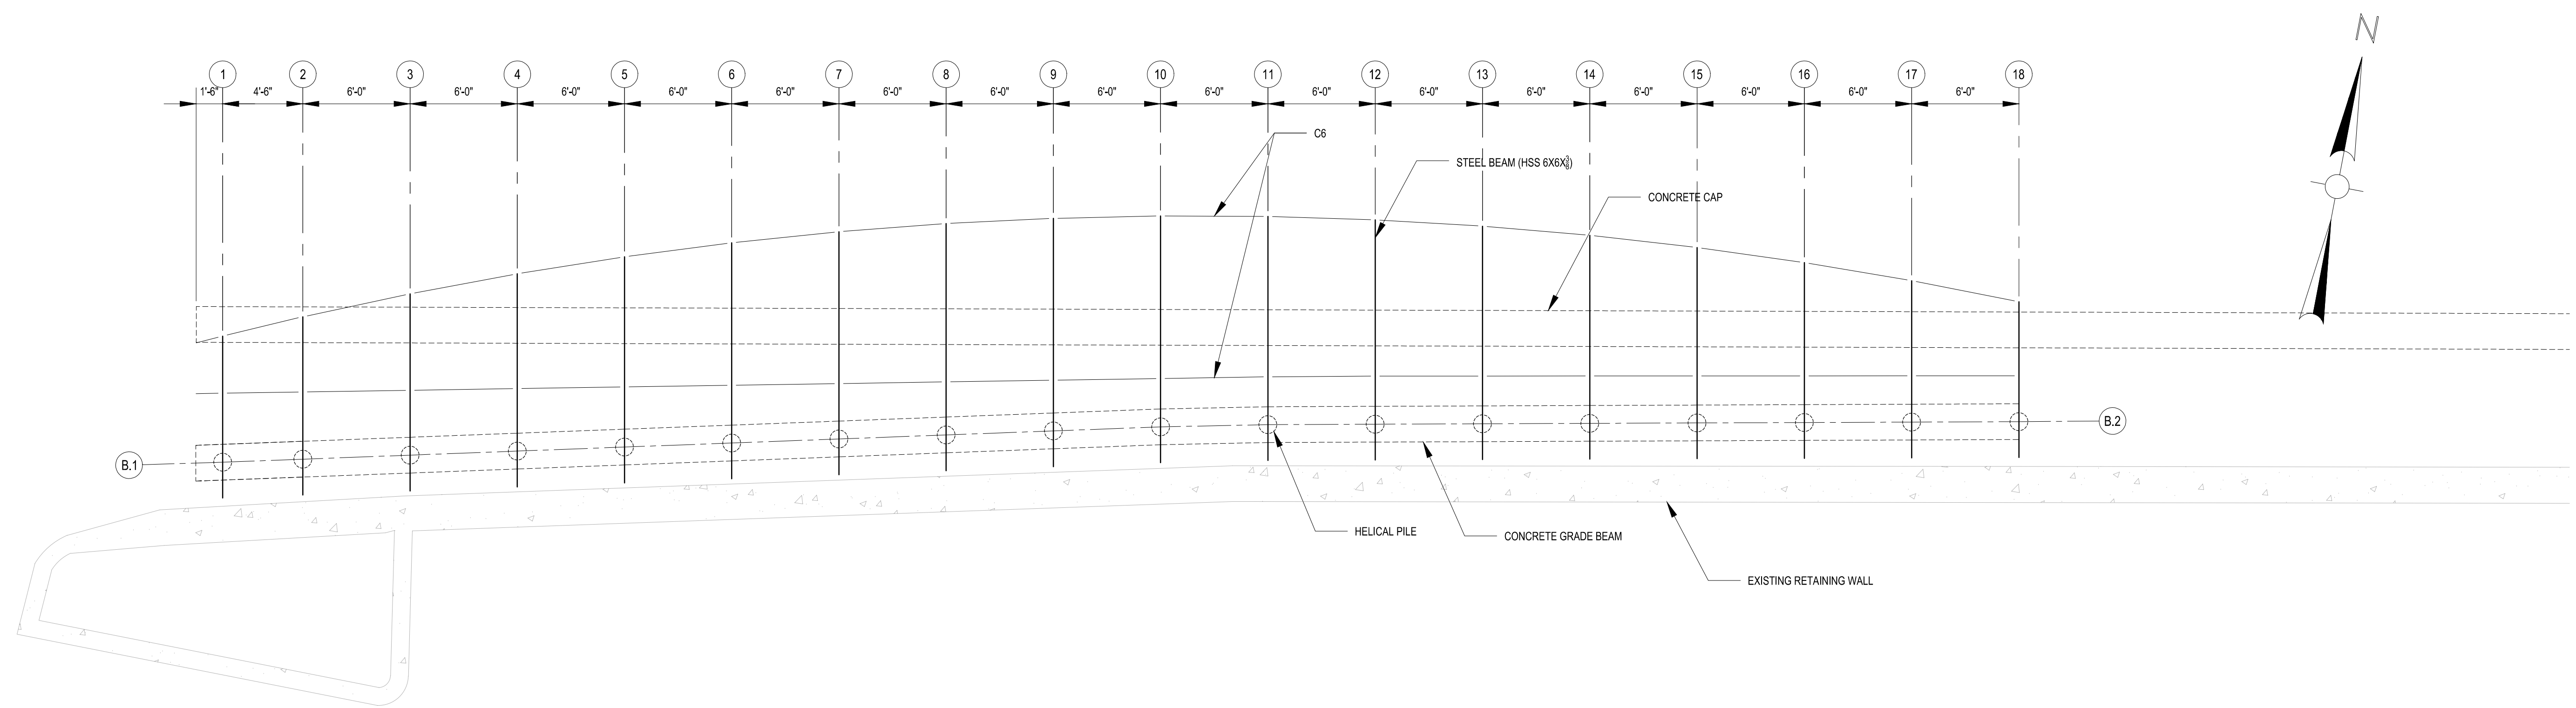 N
1 2 3 4 5 6 7 8 9 10 11 12 13 14 15 16 17 18
1'-6" 4'-6" 6'-0" 6'-0" 6'-0" 6'-0" 6'-0" 6'-0" 6'-0" 6'-0" 6'-0" 6'-0" 6'-0" 6'-0" 6'-0" 6'-0" 6'-0" 6'-0"
C6
STEEL BEAM (HSS 6X6X3/8)
CONCRETE CAP
B.2
B.1
HELICAL PILE
CONCRETE GRADE BEAM
EXISTING RETAINING WALL